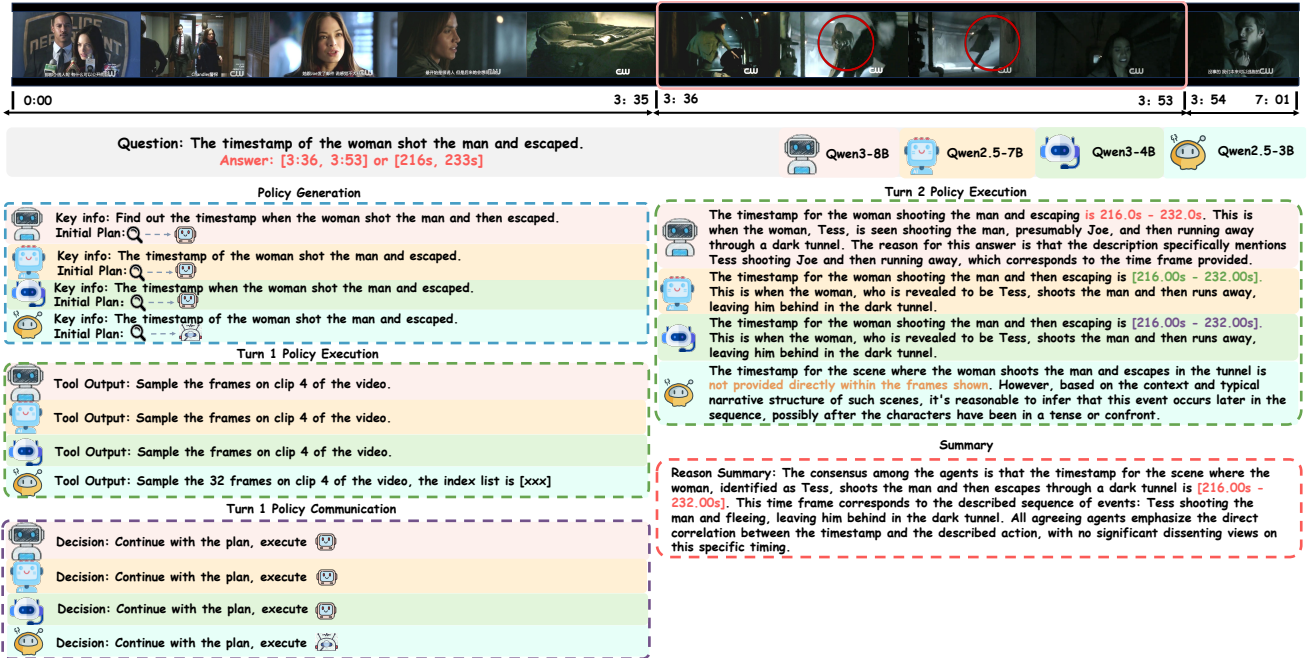 CW
CW
CW
CW
CW
CW
CW
CW
CW
CW
0:00
3: 35
3: 36
3: 53
3: 54
7: 01
Question: The timestamp of the woman shot the man and escaped.
Answer: [3:36, 3:53] or [216s, 233s]
Qwen3-8B
Qwen2.5-7B
Qwen3-4B
Qwen2.5-3B
Policy Generation
Key info: Find out the timestamp when the woman shot the man and then escaped.
Initial Plan:
Key info: The timestamp of the woman shot the man and escaped.
Initial Plan:
Key info: The timestamp when the woman shot the man and escaped.
Initial Plan:
Key info: The timestamp of the woman shot the man and escaped.
Initial Plan:
Turn 1 Policy Execution
Tool Output: Sample the frames on clip 4 of the video.
Tool Output: Sample the frames on clip 4 of the video.
Tool Output: Sample the frames on clip 4 of the video.
Tool Output: Sample the 32 frames on clip 4 of the video, the index list is [xxx]
Turn 1 Policy Communication
Decision: Continue with the plan, execute
Decision: Continue with the plan, execute
Decision: Continue with the plan, execute
Decision: Continue with the plan, execute
Turn 2 Policy Execution
The timestamp for the woman shooting the man and escaping is 216.0s - 232.0s. This is
when the woman, Tess, is seen shooting the man, presumably Joe, and then running away
through a dark tunnel. The reason for this answer is that the description specifically mentions
Tess shooting Joe and then running away, which corresponds to the time frame provided.
The timestamp for the woman shooting the man and then escaping is [216.00s - 232.00s].
This is when the woman, who is revealed to be Tess, shoots the man and then runs away,
leaving him behind in the dark tunnel.
The timestamp for the woman shooting the man and then escaping is [216.00s - 232.00s].
This is when the woman, who is revealed to be Tess, shoots the man and then runs away,
leaving him behind in the dark tunnel.
The timestamp for the scene where the woman shoots the man and escapes in the tunnel is
not provided directly within the frames shown. However, based on the context and typical
narrative structure of such scenes, it's reasonable to infer that this event occurs later in the
sequence, possibly after the characters have been in a tense or confront.
Summary
Reason Summary: The consensus among the agents is that the timestamp for the scene where the
woman, identified as Tess, shoots the man and then escapes through a dark tunnel is [216.00s -
232.00s]. This time frame corresponds to the described sequence of events: Tess shooting the
man and fleeing, leaving him behind in the dark tunnel. All agreeing agents emphasize the direct
correlation between the timestamp and the described action, with no significant dissenting views on
this specific timing.